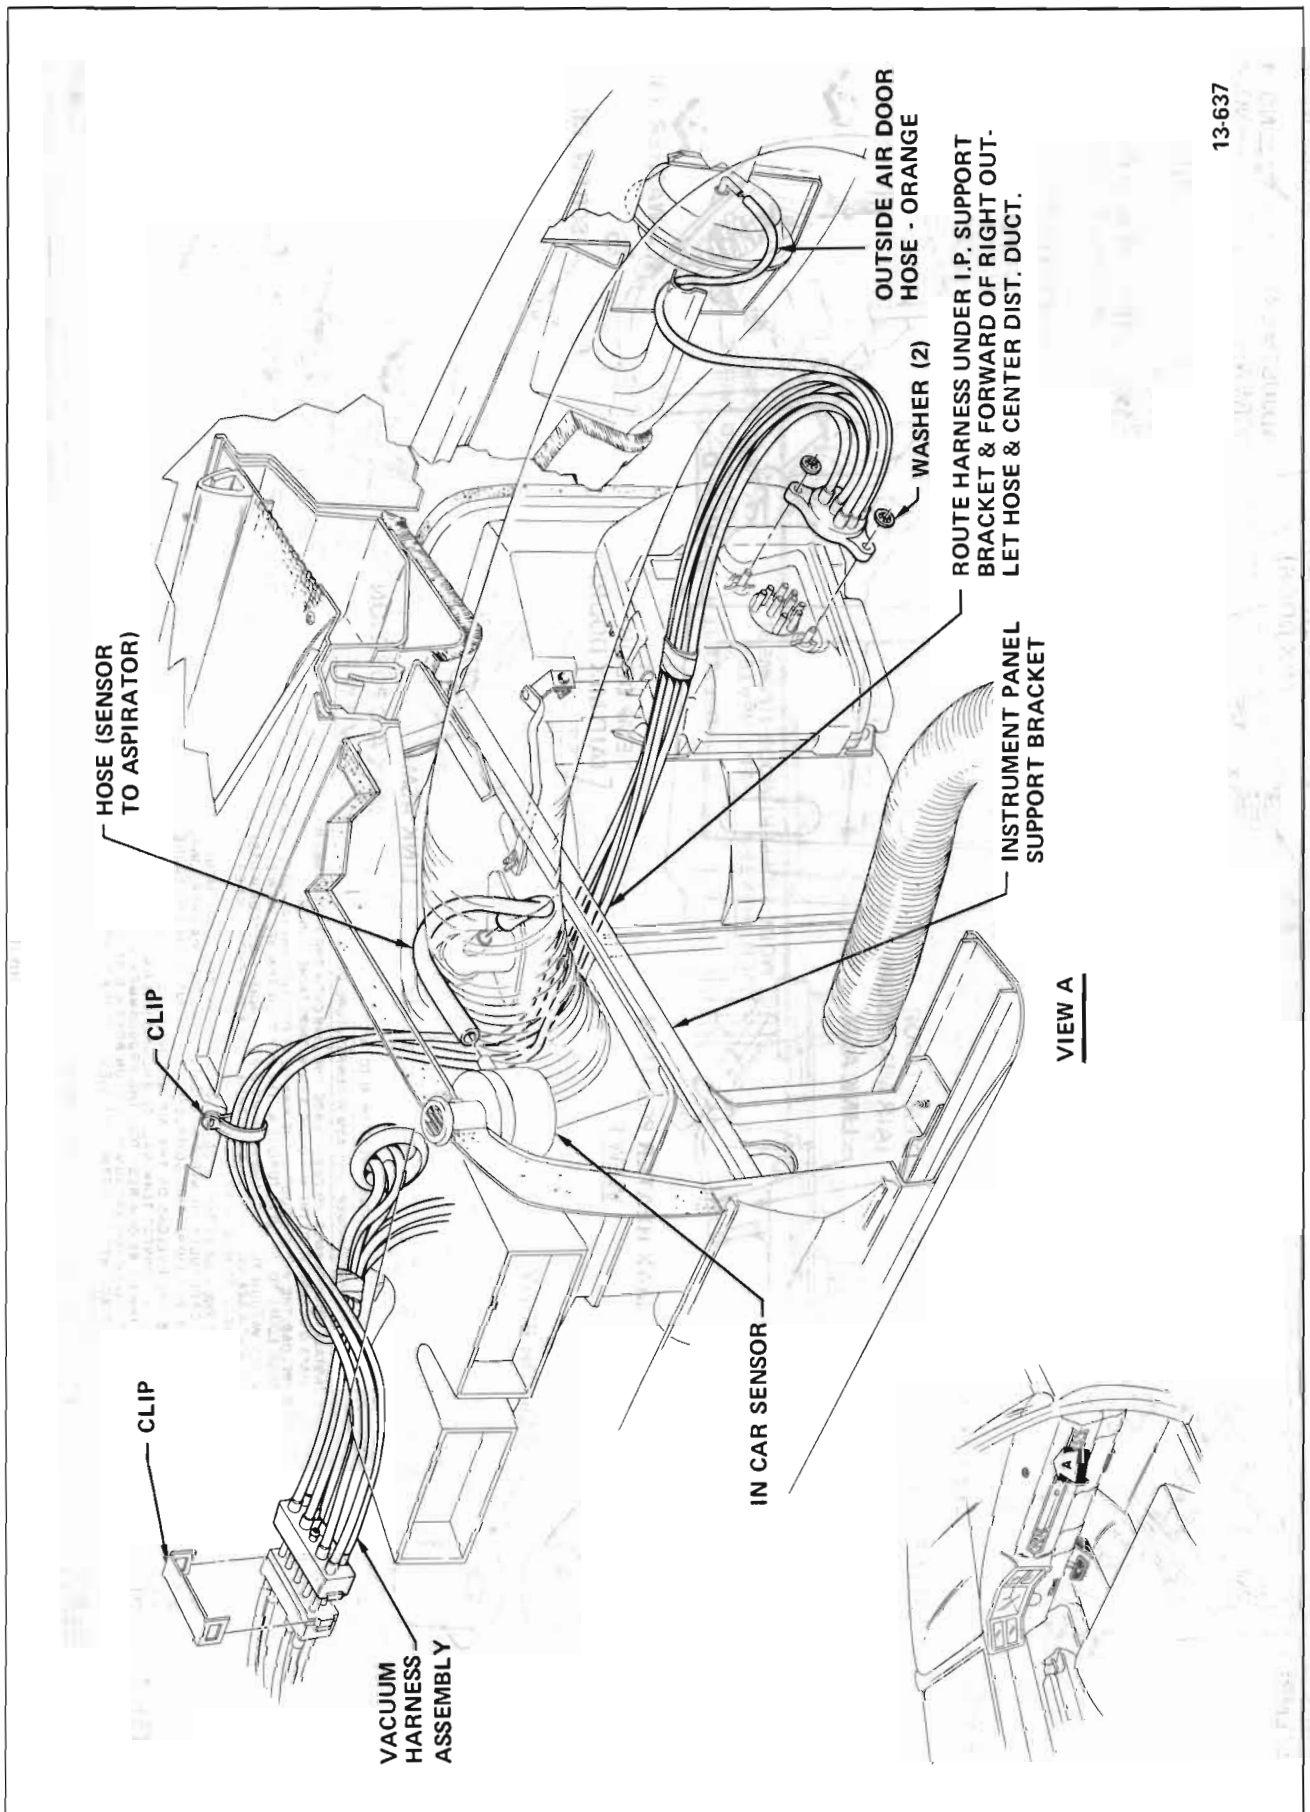 HOSE (SENSOR
TO ASPIRATOR)
CLIP
CLIP
VACUUM
HARNESS
ASSEMBLY
OUTSIDE AIR DOOR
HOSE - ORANGE
WASHER (2)
ROUTE HARNESS UNDER I.P. SUPPORT
BRACKET & FORWARD OF RIGHT OUT-
LET HOSE & CENTER DIST. DUCT.
INSTRUMENT PANEL
SUPPORT BRACKET
IN CAR SENSOR
VIEW A
A
13-637